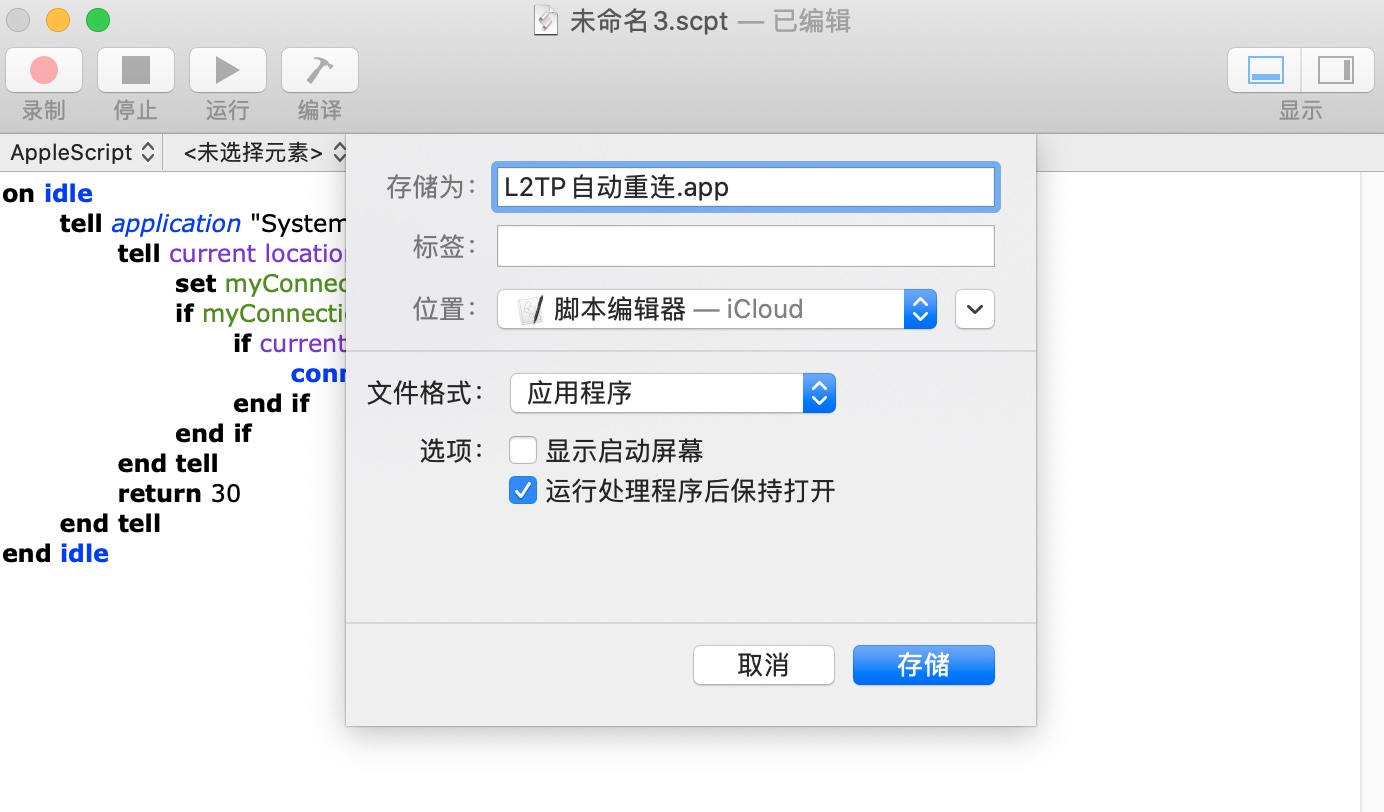 未命名3.scpt — 已编辑
录制 停止 运行 编译 显示
AppleScript <未选择元素>
存储为: L2TP自动重连.app
标签:
位置: 脚本编辑器 — iCloud
文件格式: 应用程序
选项: 显示启动屏幕
运行处理程序后保持打开
取消 存储
on idle
tell application "System
tell current locatio
set myConnec
if myConnecti
if current
conn
end if
end if
end tell
return 30
end tell
end idle